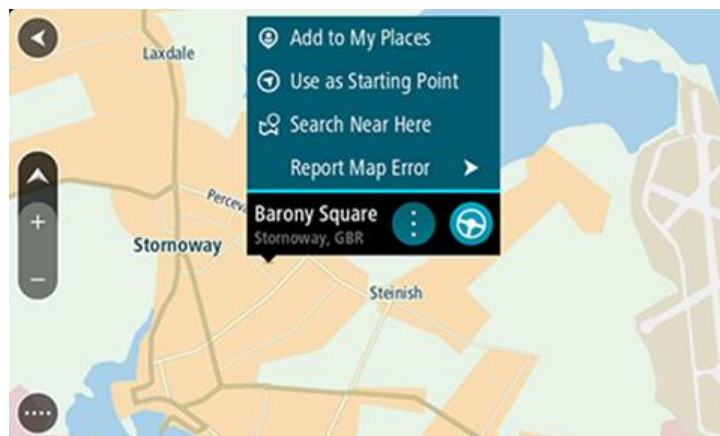 Add to My Places
Laxdale
Use as Starting Point
Search Near Here
Report Map Error
Perceva
Barony Square
Stornoway, GBR
Stornoway
Steinish